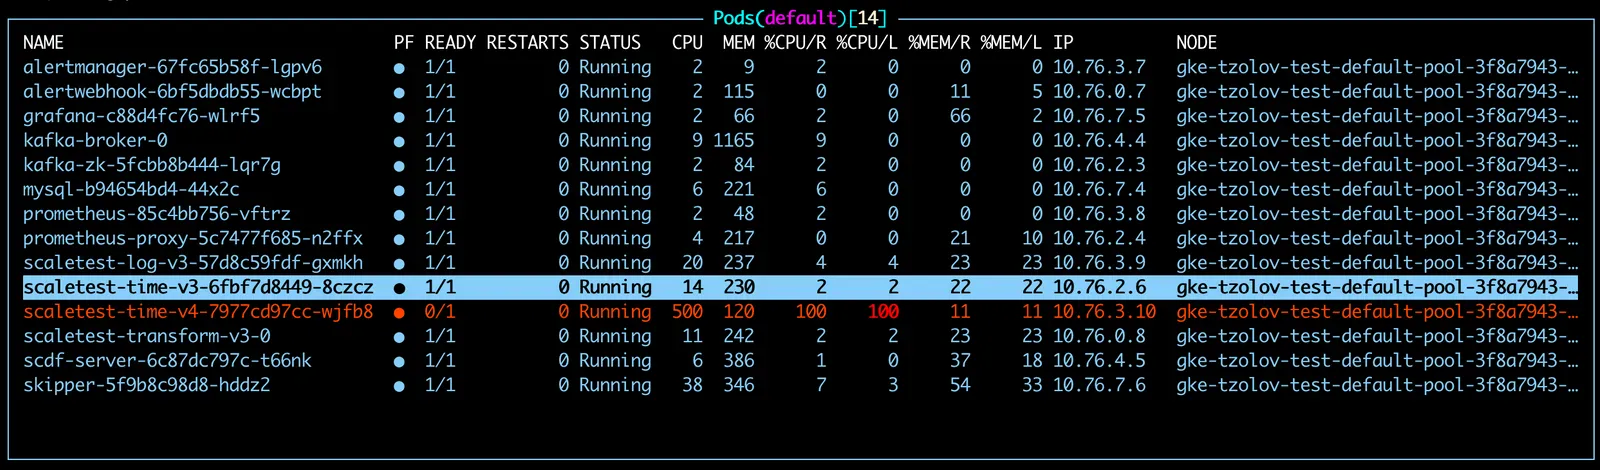 Pods(default)[14]
NAME PF READY RESTARTS STATUS CPU MEM %CPU/R %CPU/L %MEM/R %MEM/L IP NODE
alertmanager-67fc65b58f-lgpv6 ● 1/1 0 Running 2 9 2 0 0 0 10.76.3.7 gke-tzolov-test-default-pool-3f8a7943-…
alertwebhook-6bf5dbdb55-wcbpt ● 1/1 0 Running 2 115 0 0 11 5 10.76.0.7 gke-tzolov-test-default-pool-3f8a7943-…
grafana-c88d4fc76-wlrf5 ● 1/1 0 Running 2 66 2 0 66 2 10.76.7.5 gke-tzolov-test-default-pool-3f8a7943-…
kafka-broker-0 ● 1/1 0 Running 9 1165 9 0 0 0 10.76.4.4 gke-tzolov-test-default-pool-3f8a7943-…
kafka-zk-5fcbb8b444-lqr7g ● 1/1 0 Running 2 84 2 0 0 0 10.76.2.3 gke-tzolov-test-default-pool-3f8a7943-…
mysql-b94654bd4-44x2c ● 1/1 0 Running 6 221 6 0 0 0 10.76.7.4 gke-tzolov-test-default-pool-3f8a7943-…
prometheus-85c4bb756-vftrz ● 1/1 0 Running 2 48 2 0 0 0 10.76.3.8 gke-tzolov-test-default-pool-3f8a7943-…
prometheus-proxy-5c7477f685-n2ffx ● 1/1 0 Running 4 217 0 0 21 10 10.76.2.4 gke-tzolov-test-default-pool-3f8a7943-…
scaletest-log-v3-57d8c59fdf-gxmkh ● 1/1 0 Running 20 237 4 4 23 23 10.76.3.9 gke-tzolov-test-default-pool-3f8a7943-…
scaletest-time-v3-6fbf7d8449-8czcz ● 1/1 0 Running 14 230 2 2 22 22 10.76.2.6 gke-tzolov-test-default-pool-3f8a7943-…
scaletest-time-v4-7977cd97cc-wjfb8 ● 0/1 0 Running 500 120 100 100 11 11 10.76.3.10 gke-tzolov-test-default-pool-3f8a7943-…
scaletest-transform-v3-0 ● 1/1 0 Running 11 242 2 2 23 23 10.76.0.8 gke-tzolov-test-default-pool-3f8a7943-…
scdf-server-6c87dc797c-t66nk ● 1/1 0 Running 6 386 1 0 37 18 10.76.4.5 gke-tzolov-test-default-pool-3f8a7943-…
skipper-5f9b8c98d8-hddz2 ● 1/1 0 Running 38 346 7 3 54 33 10.76.7.6 gke-tzolov-test-default-pool-3f8a7943-…